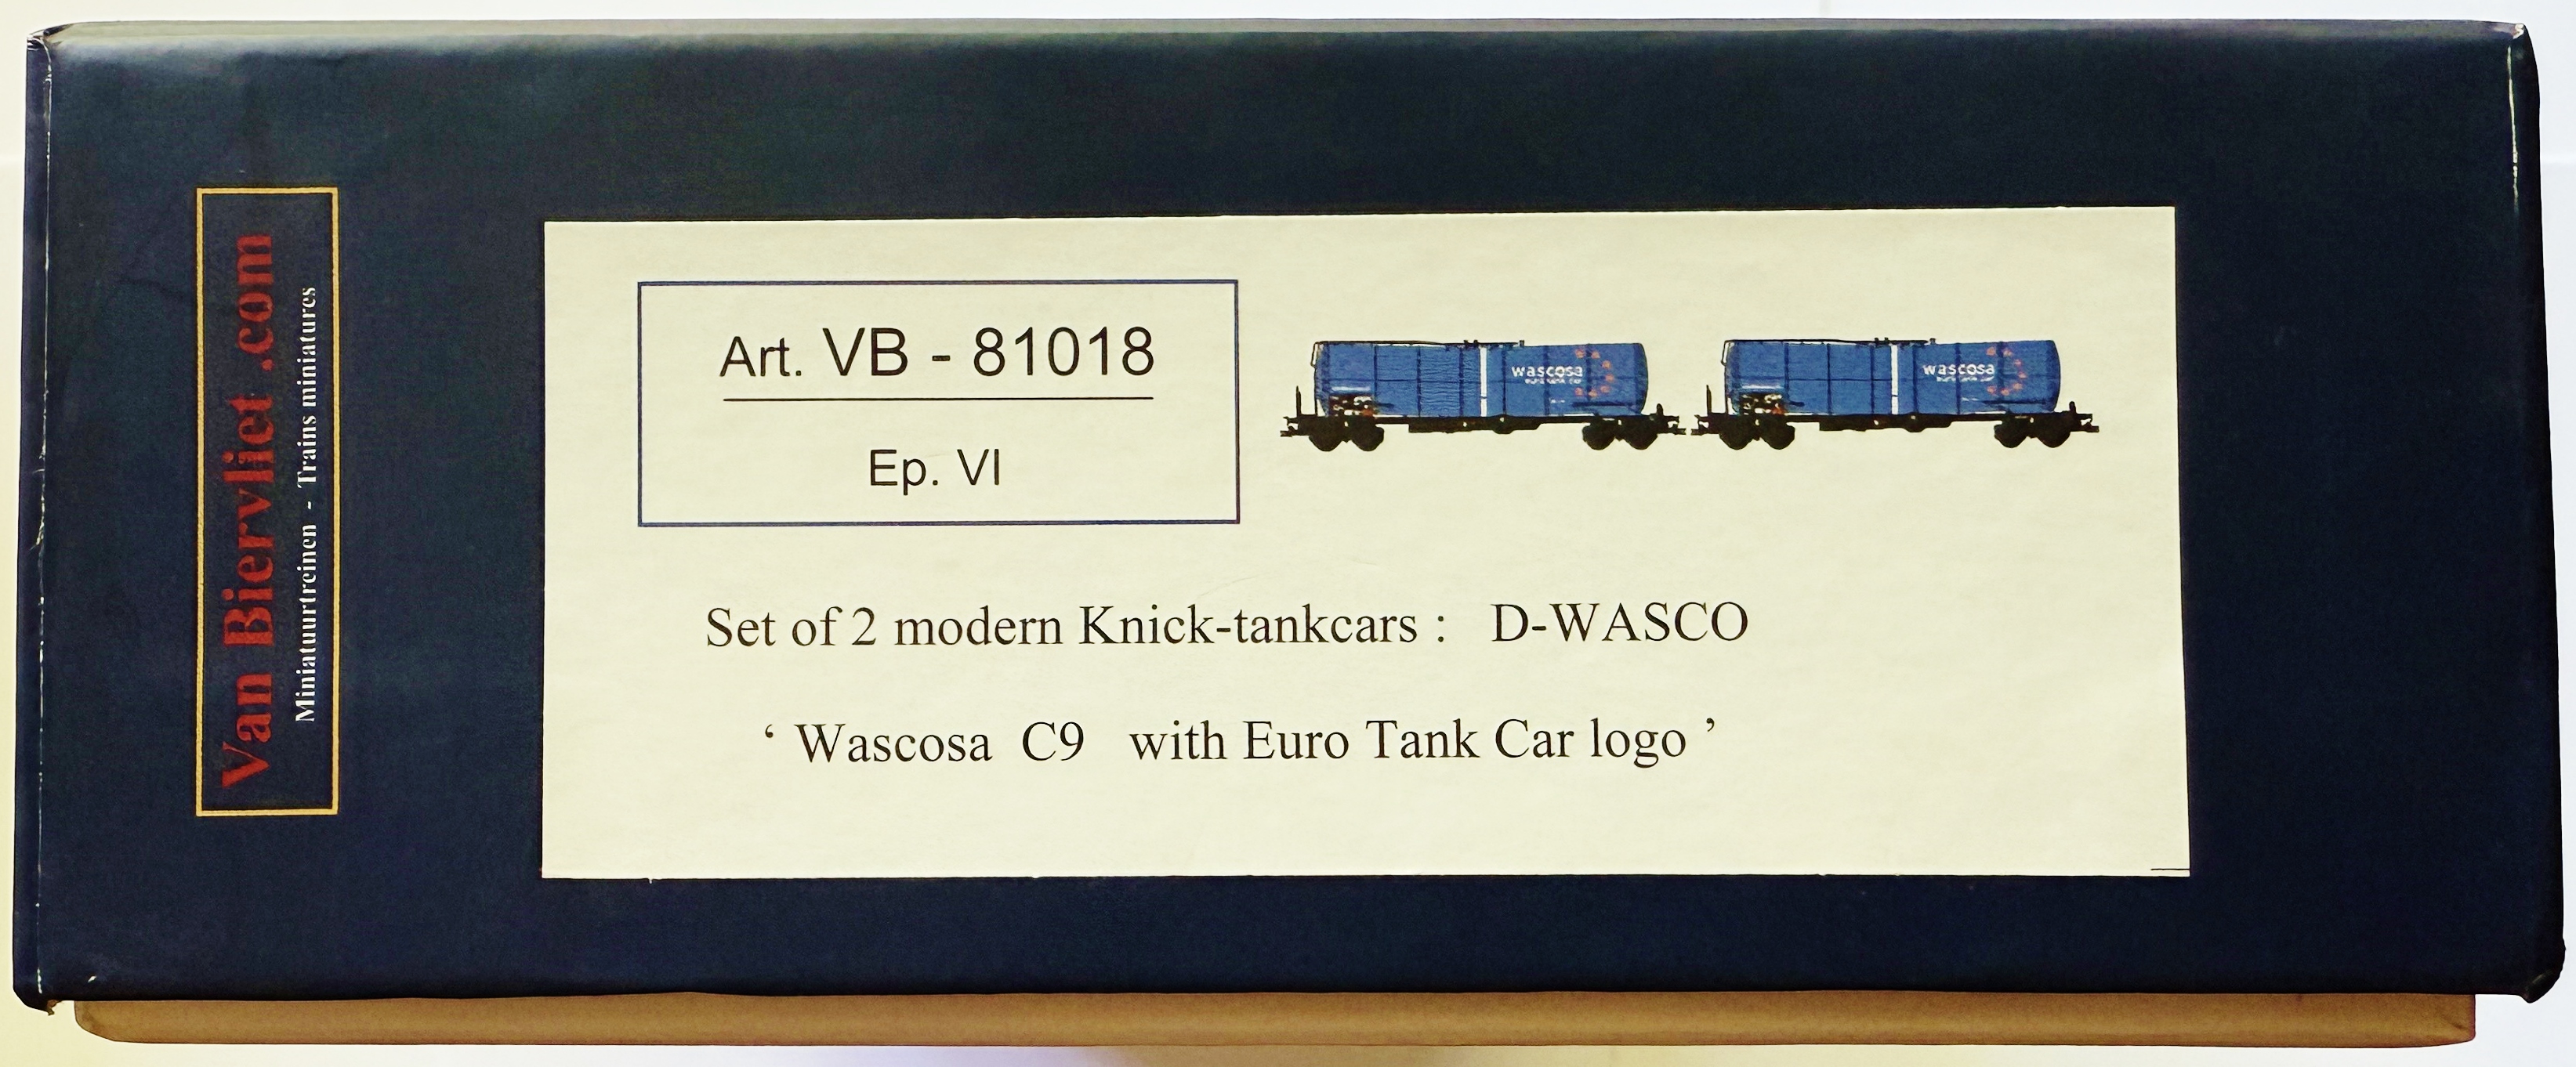 Van Biervliet .com
Miniatuurtreinen - Trains miniatures
Art. VB - 81018
Ep. VI
wascosa
wascosa
Set of 2 modern Knick-tankcars : D-WASCO
‘ Wascosa C9 with Euro Tank Car logo ’